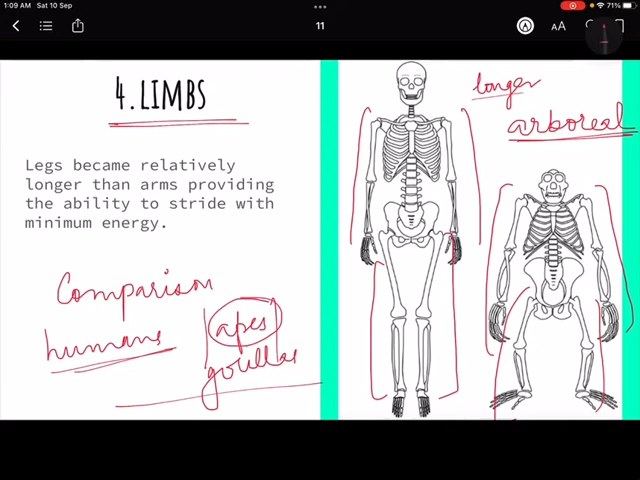 1:09 AM Sat 10 Sep
71%
11
AA
4.LIMBS
Legs became relatively
longer than arms providing
the ability to stride with
minimum energy.
Comparison
humans
apes
longer
arboreal